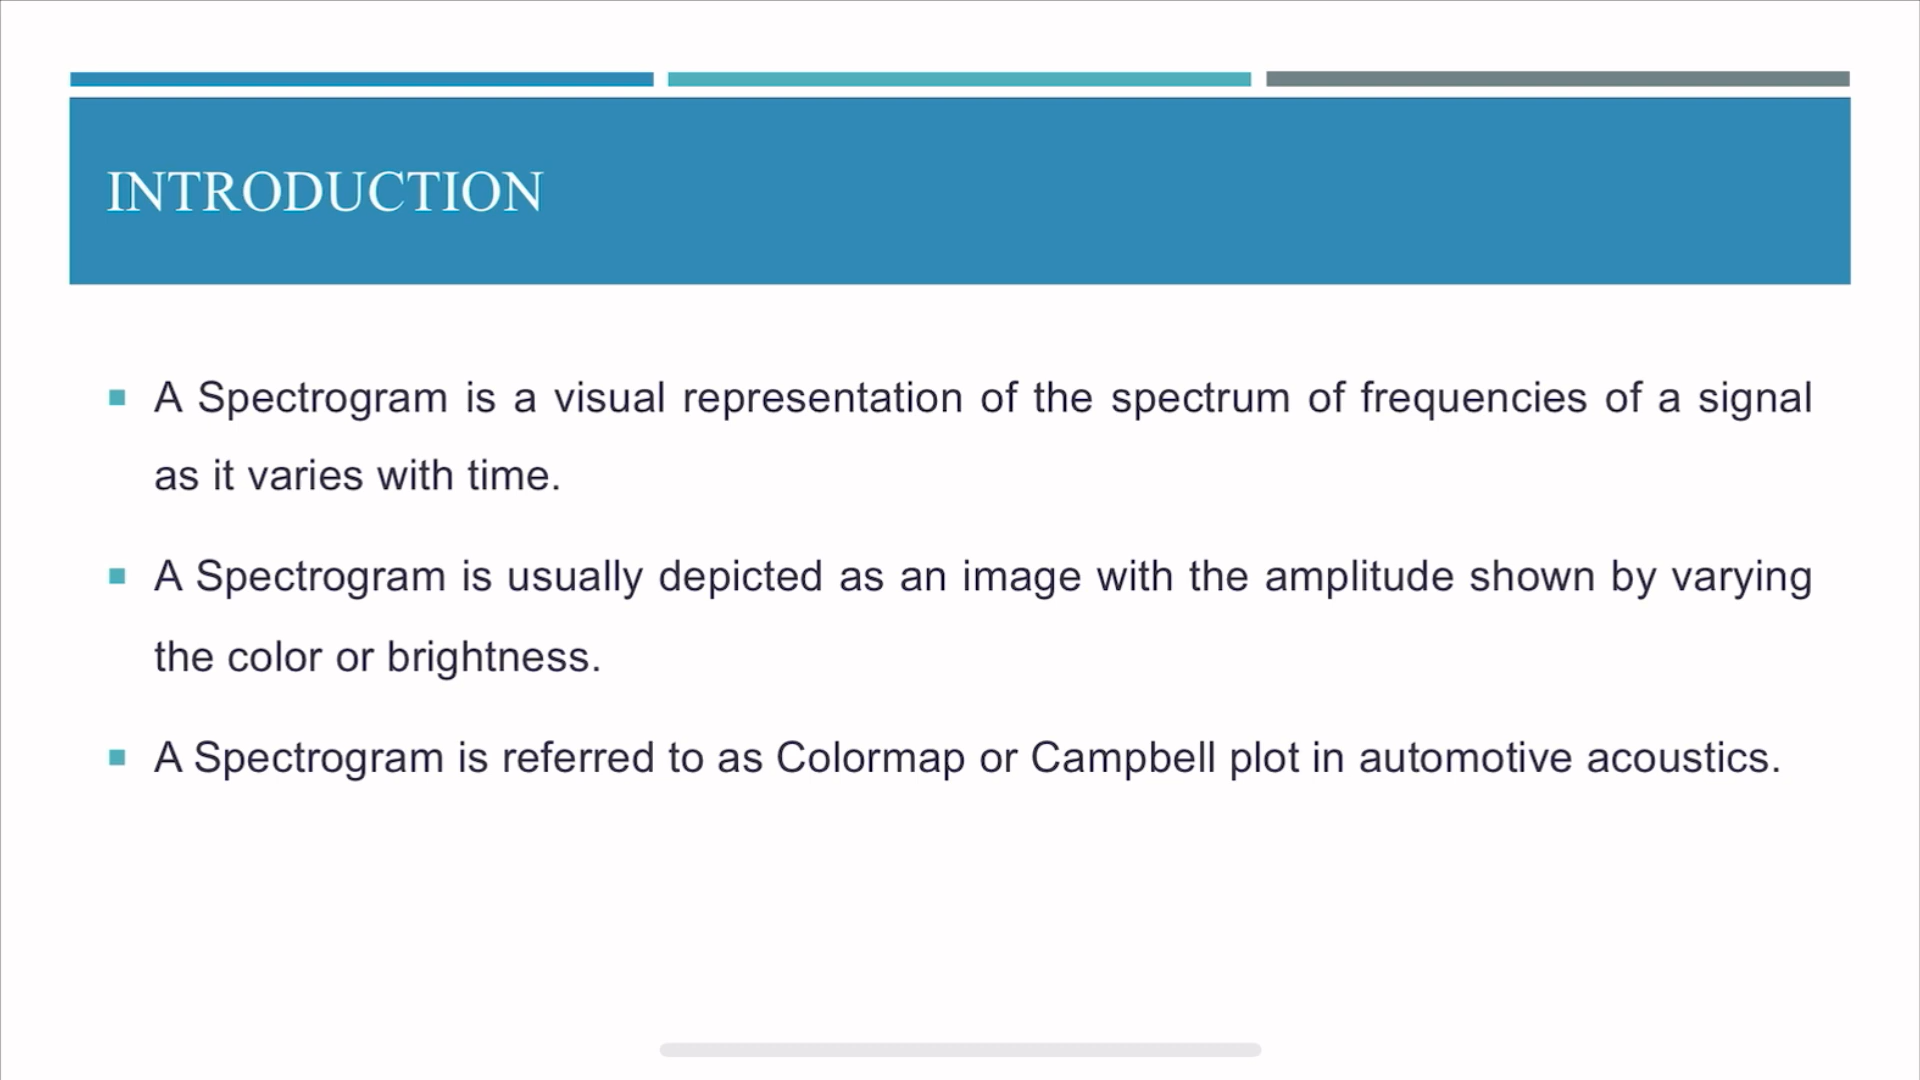 INTRODUCTION
A Spectrogram is a visual representation of the spectrum of frequencies of a signal
as it varies with time.
A Spectrogram is usually depicted as an image with the amplitude shown by varying
the color or brightness.
A Spectrogram is referred to as Colormap or Campbell plot in automotive acoustics.